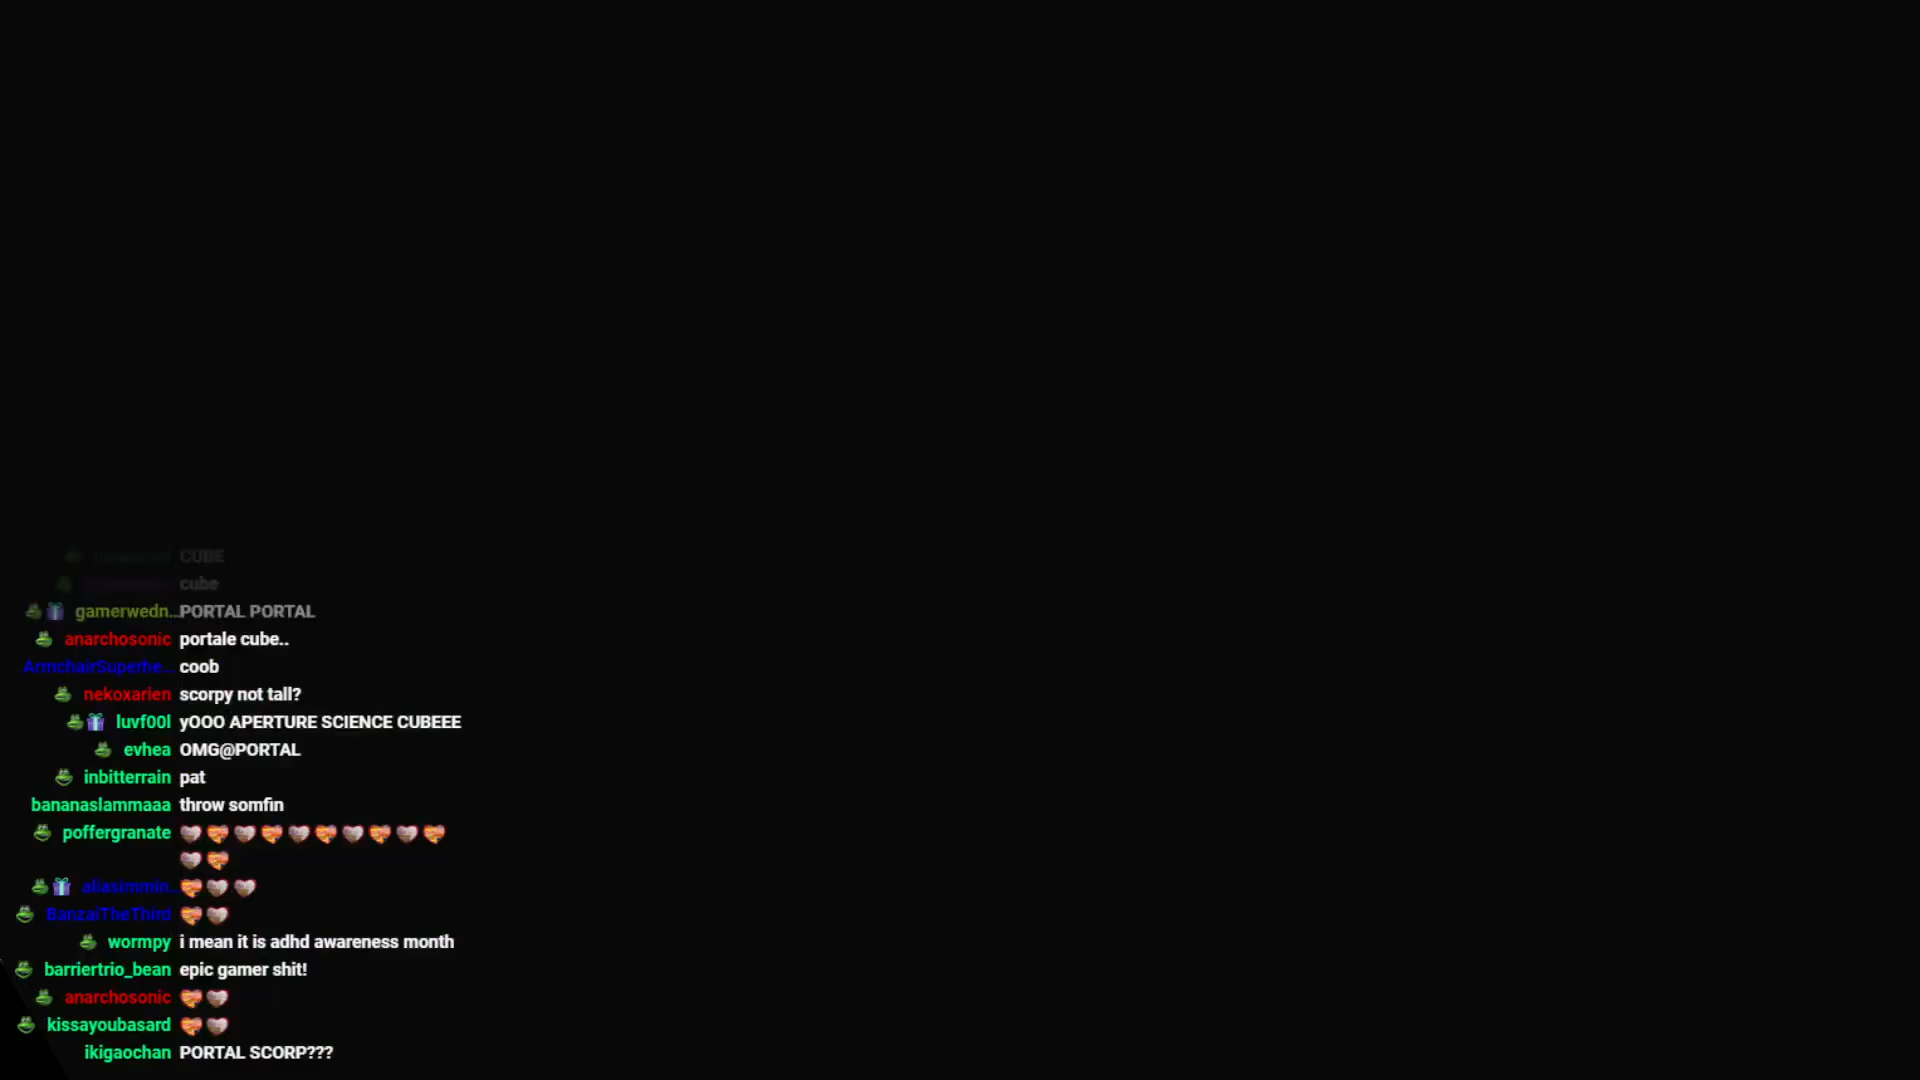 CUBE
cube
gamerwedn... PORTAL PORTAL
anarchosonic portale cube..
ArmchairSuperhe... coob
nekoxarien scorpy not tall?
luvf00l yOOO APERTURE SCIENCE CUBEEE
evhea OMG@PORTAL
inbitterrain pat
bananaslammaaa throw somfin
poffergranate
aliasimmin...
BanzaiTheThird
wormpy i mean it is adhd awareness month
barriertrio_bean epic gamer shit!
anarchosonic
kissayoubasard
ikigaochan PORTAL SCORP???